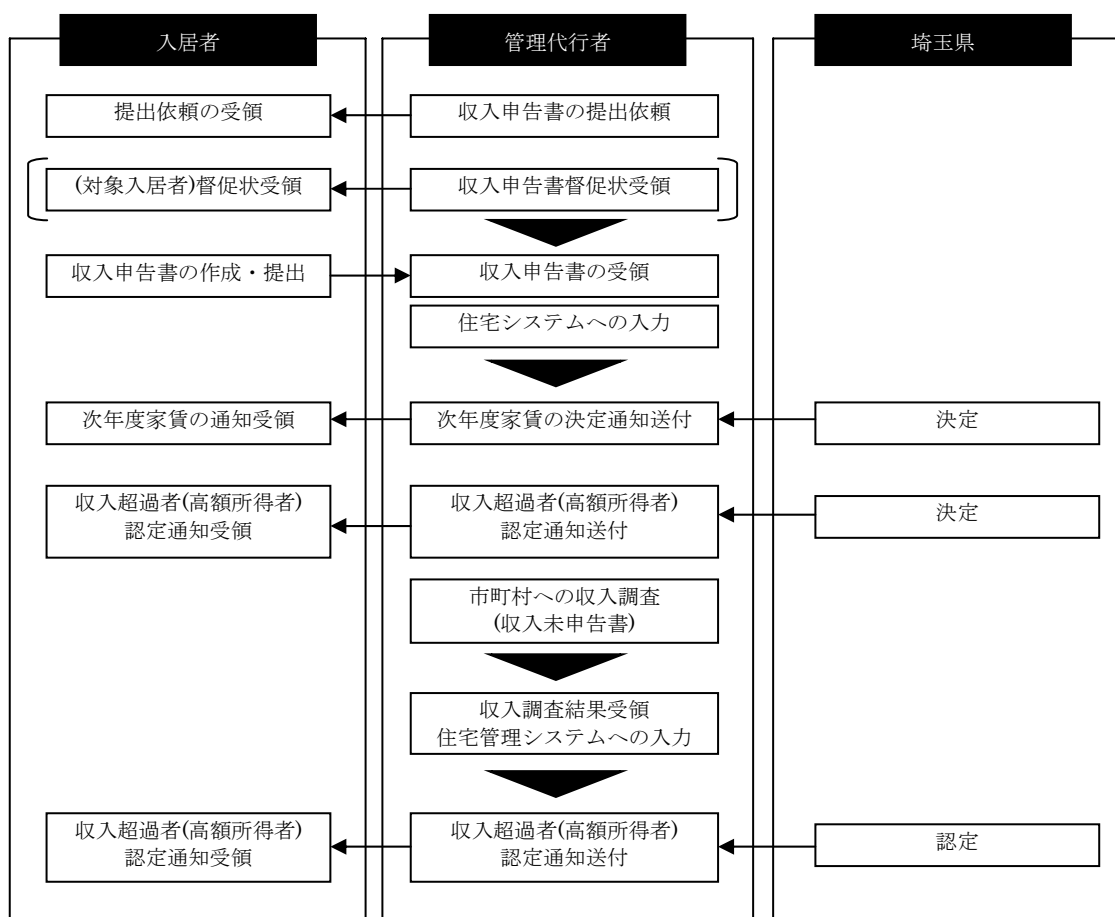 入居者
管理代行者
埼玉県
提出依頼の受領
収入申告書の提出依頼
(対象入居者)督促状受領
収入申告書督促状受領
収入申告書の作成・提出
収入申告書の受領
住宅システムへの入力
次年度家賃の通知受領
次年度家賃の決定通知送付
決定
収入超過者(高額所得者)
認定通知受領
収入超過者(高額所得者)
認定通知送付
決定
市町村への収入調査
(収入未申告書)
収入調査結果受領
住宅管理システムへの入力
収入超過者(高額所得者)
認定通知受領
収入超過者(高額所得者)
認定通知送付
認定